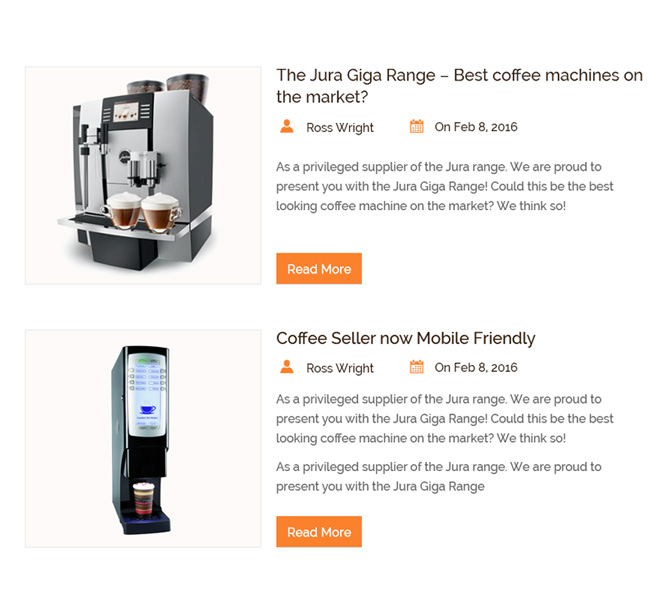 The Jura Giga Range – Best coffee machines on
the market?
Ross Wright On Feb 8, 2016
As a privileged supplier of the Jura range. We are proud to
present you with the Jura Giga Range! Could this be the best
looking coffee machine on the market? We think so!
Read More
Coffee Seller now Mobile Friendly
Ross Wright On Feb 8, 2016
As a privileged supplier of the Jura range. We are proud to
present you with the Jura Giga Range! Could this be the best
looking coffee machine on the market? We think so!
As a privileged supplier of the Jura range. We are proud to
present you with the Jura Giga Range
Read More